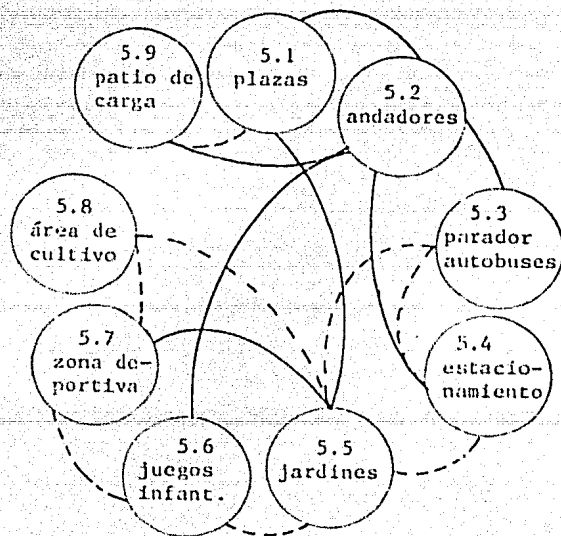 5.1
plazas
5.2
andadores
5.3
parador
autobuses
5.4
estacio-
namiento
5.5
jardines
5.6
juegos
infant.
5.7
zona de-
portiva
5.8
área de
cultivo
5.9
patio de
carga